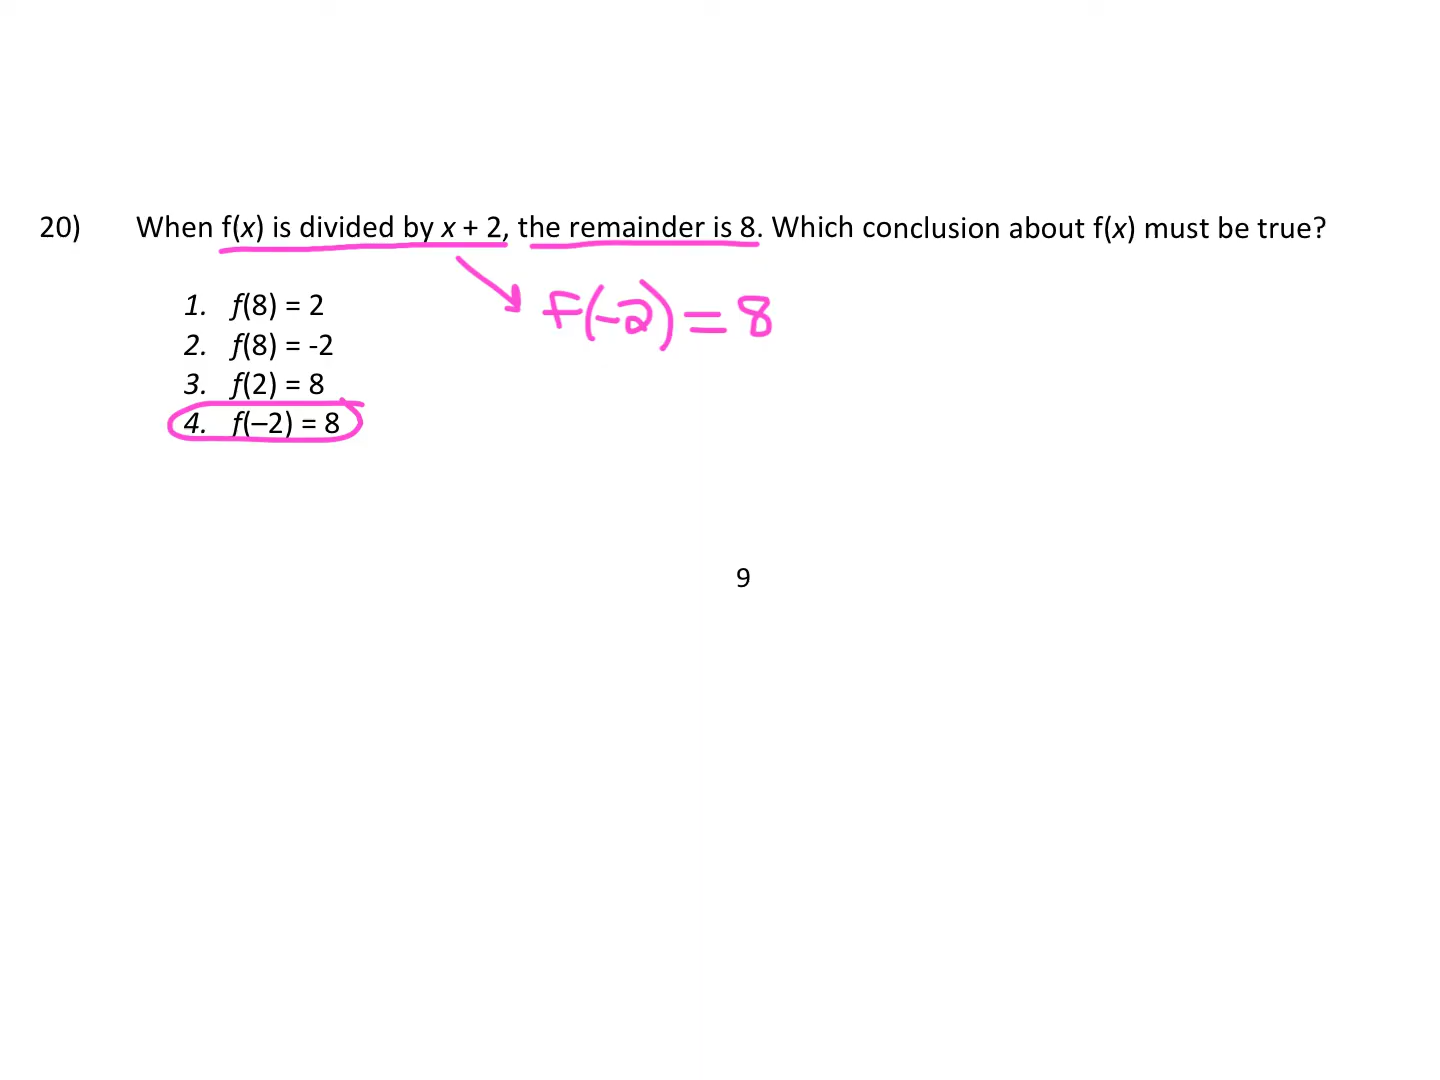 20) When f(x) is divided by x + 2, the remainder is 8. Which conclusion about f(x) must be true?
1. f(8) = 2
F(-2) = 8
2. f(8) = -2
3. f(2) = 8
4. f(–2) = 8
9